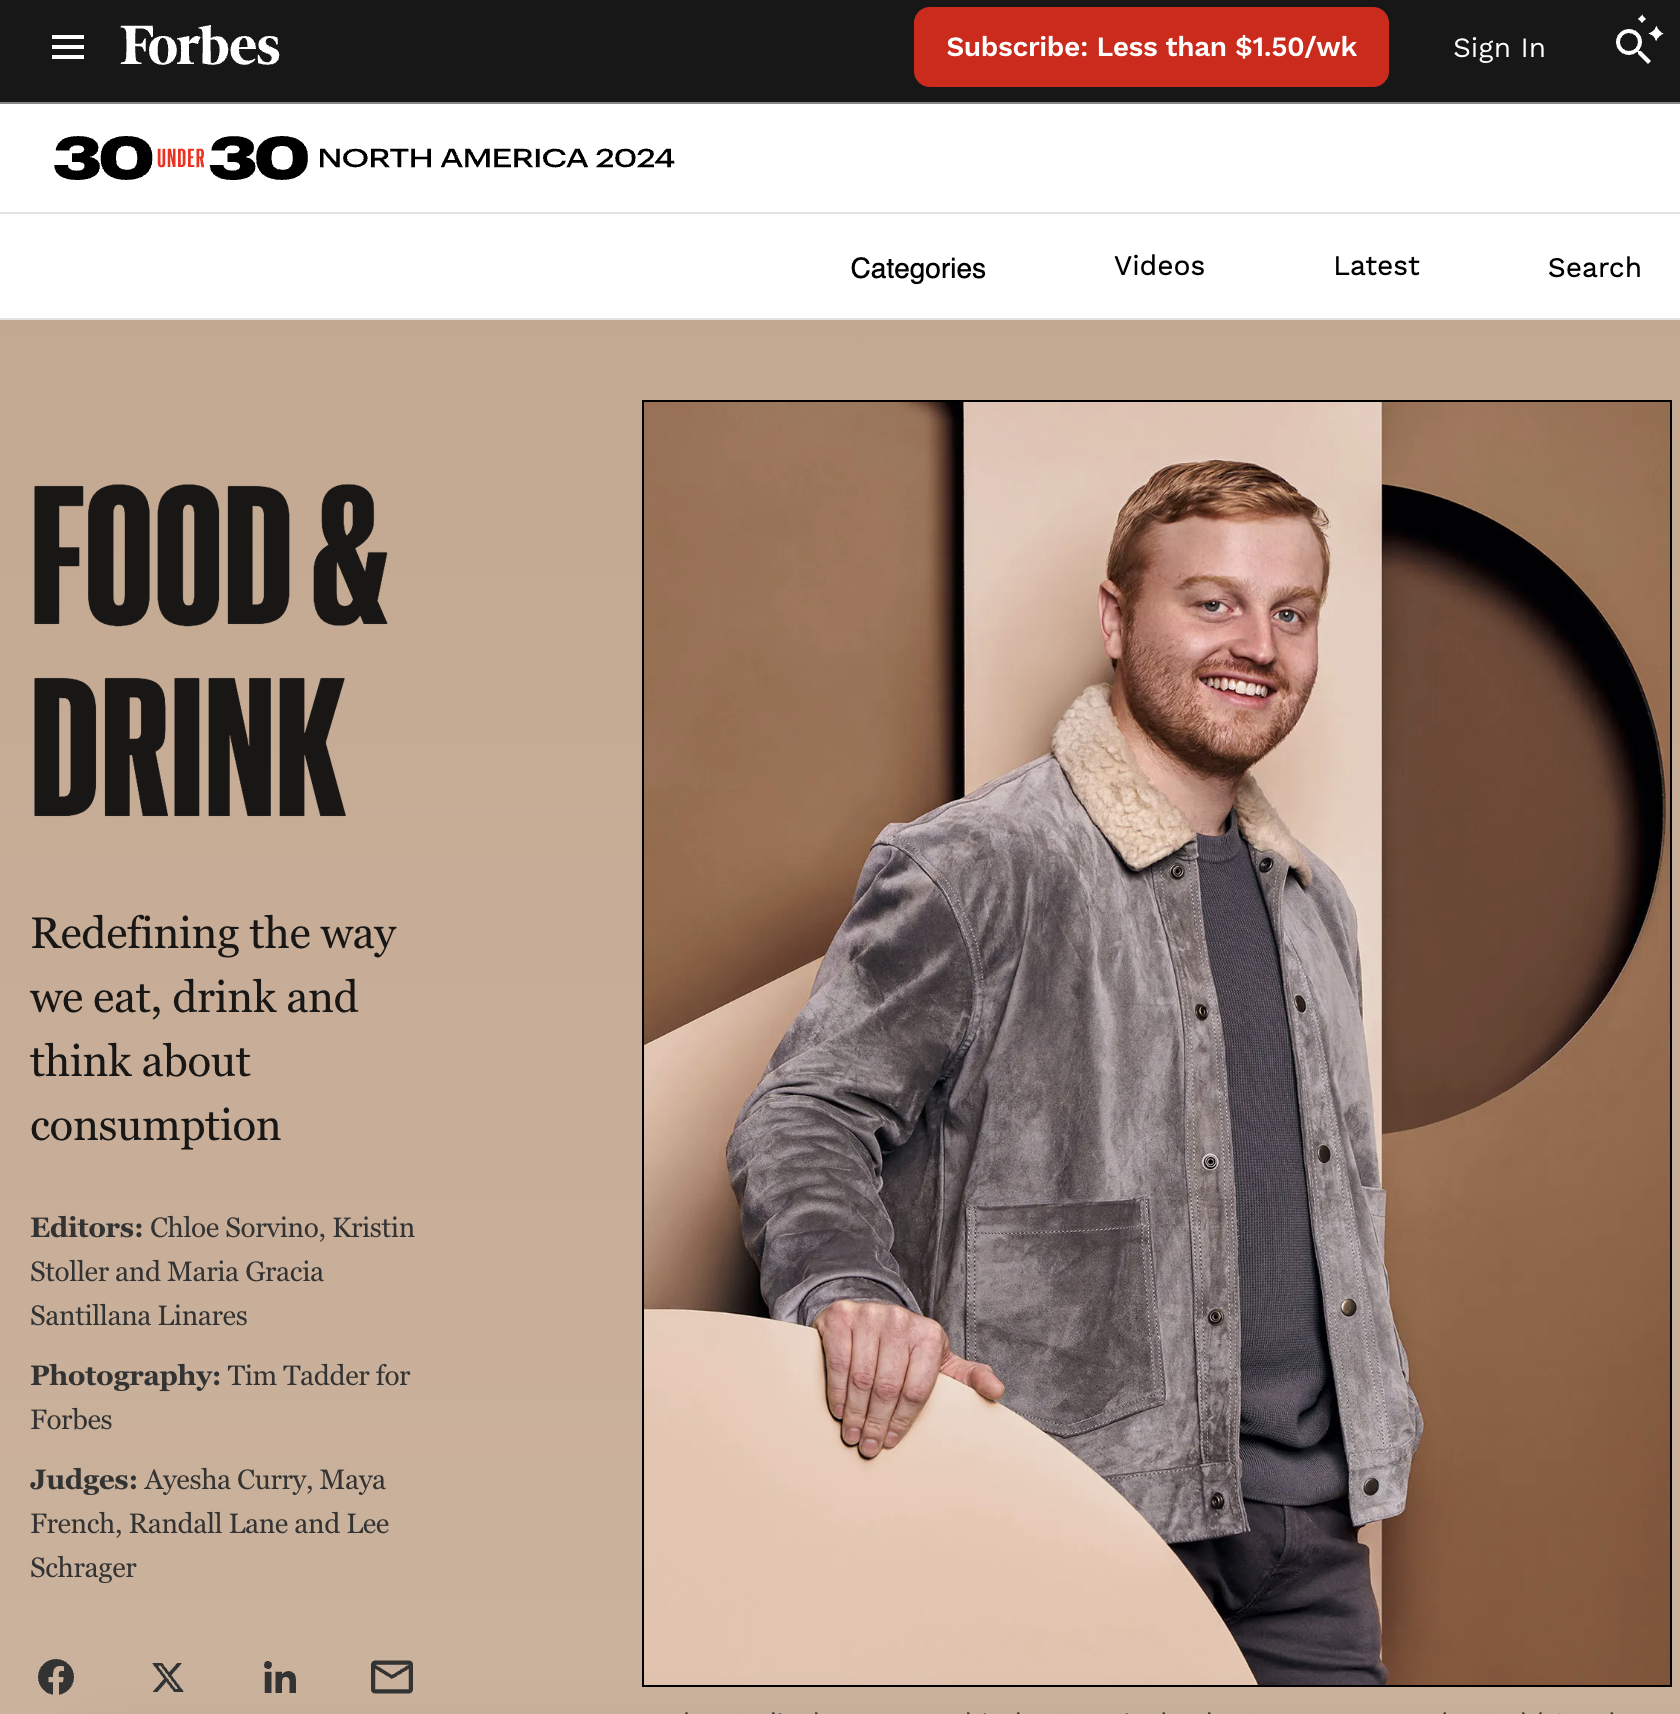 Forbes
Subscribe: Less than $1.50/wk
Sign In
30 UNDER 30 NORTH AMERICA 2024
Categories
Videos
Latest
Search
FOOD &
DRINK
Redefining the way
we eat, drink and
think about
consumption
Editors: Chloe Sorvino, Kristin
Stoller and Maria Gracia
Santillana Linares
Photography: Tim Tadder for
Forbes
Judges: Ayesha Curry, Maya
French, Randall Lane and Lee
Schrager